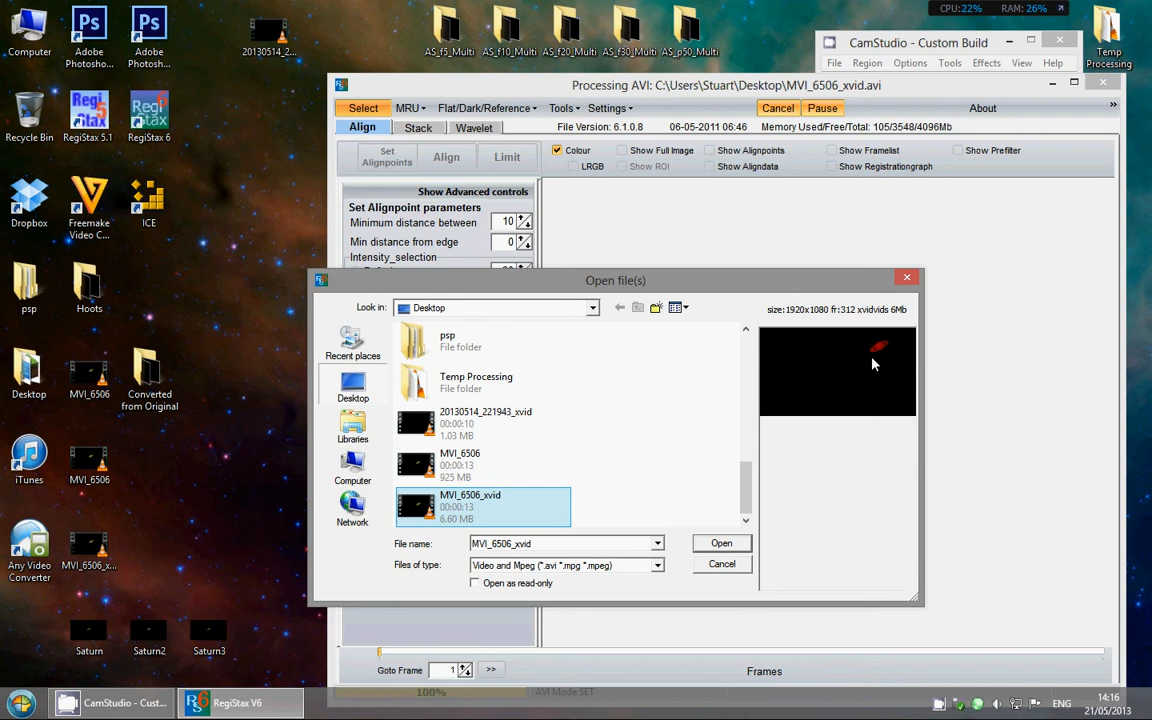 CPU:22% RAM: 26%
Computer
Adobe Photosho...
Adobe Photosh...
20130514_2...
AS_f5_Multi
AS_f10_Multi
AS_f20_Multi
AS_f30_Multi
AS_p50_Multi
Temp Processing
CamStudio - Custom Build
File Region Options Tools Effects View Help
Processing AVI: C:\Users\Stuart\Desktop\MVI_6506_xvid.avi
Select MRU Flat/Dark/Reference Tools Settings Cancel Pause About »
Align Stack Wavelet File Version: 6.1.0.8 06-05-2011 06:46 Memory Used/Free/Total: 105/3548/4096Mb
Set Alignpoints
Align
Limit
Colour Show Full Image Show Alignpoints Show Framelist Show Prefilter
LRGB Show ROI Show Aligndata Show Registrationgraph
Show Advanced controls
Set Alignpoint parameters
Minimum distance between 10
Min distance from edge 0
Intensity_selection
Recycle Bin
RegiStax 5.1
RegiStax 6
Dropbox
Freemake Video C...
ICE
psp
Hoots
Desktop
MVI_6506
Converted from Original
iTunes
MVI_6506
Any Video Converter
MVI_6506_x...
Saturn
Saturn2
Saturn3
Open file(s)
Look in: Desktop
size:1920x1080 fr:312 xvidvids 6Mb
Recent places
Desktop
Libraries
Computer
Network
psp
File folder
Temp Processing
File folder
20130514_221943_xvid
00:00:10
1.03 MB
MVI_6506
00:00:13
925 MB
MVI_6506_xvid
00:00:13
6.60 MB
File name: MVI_6506_xvid Open
Files of type: Video and Mpeg (*.avi *.mpg *.mpeg) Cancel
Open as read-only
Goto Frame 1 >> Frames
100% AVI Mode SET
CamStudio - Cust...
RegiStax V6
ENG
14:16
21/05/2013